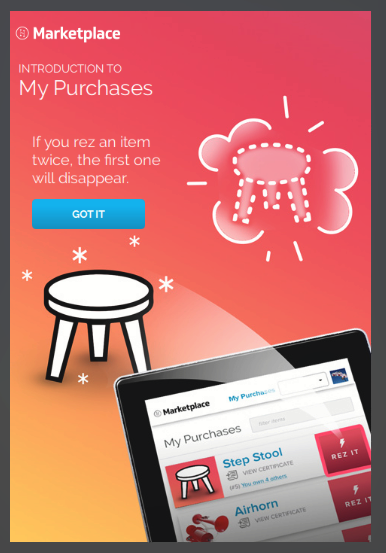 Marketplace
INTRODUCTION TO
My Purchases
If you rez an item
twice, the first one
will disappear.
GOT IT
Marketplace
My Purchases
My Purchases
Step Stool
VIEW CERTIFICATE
You own 4 others
REZ IT
Airhorn
VIEW CERTIFICATE
REZ IT